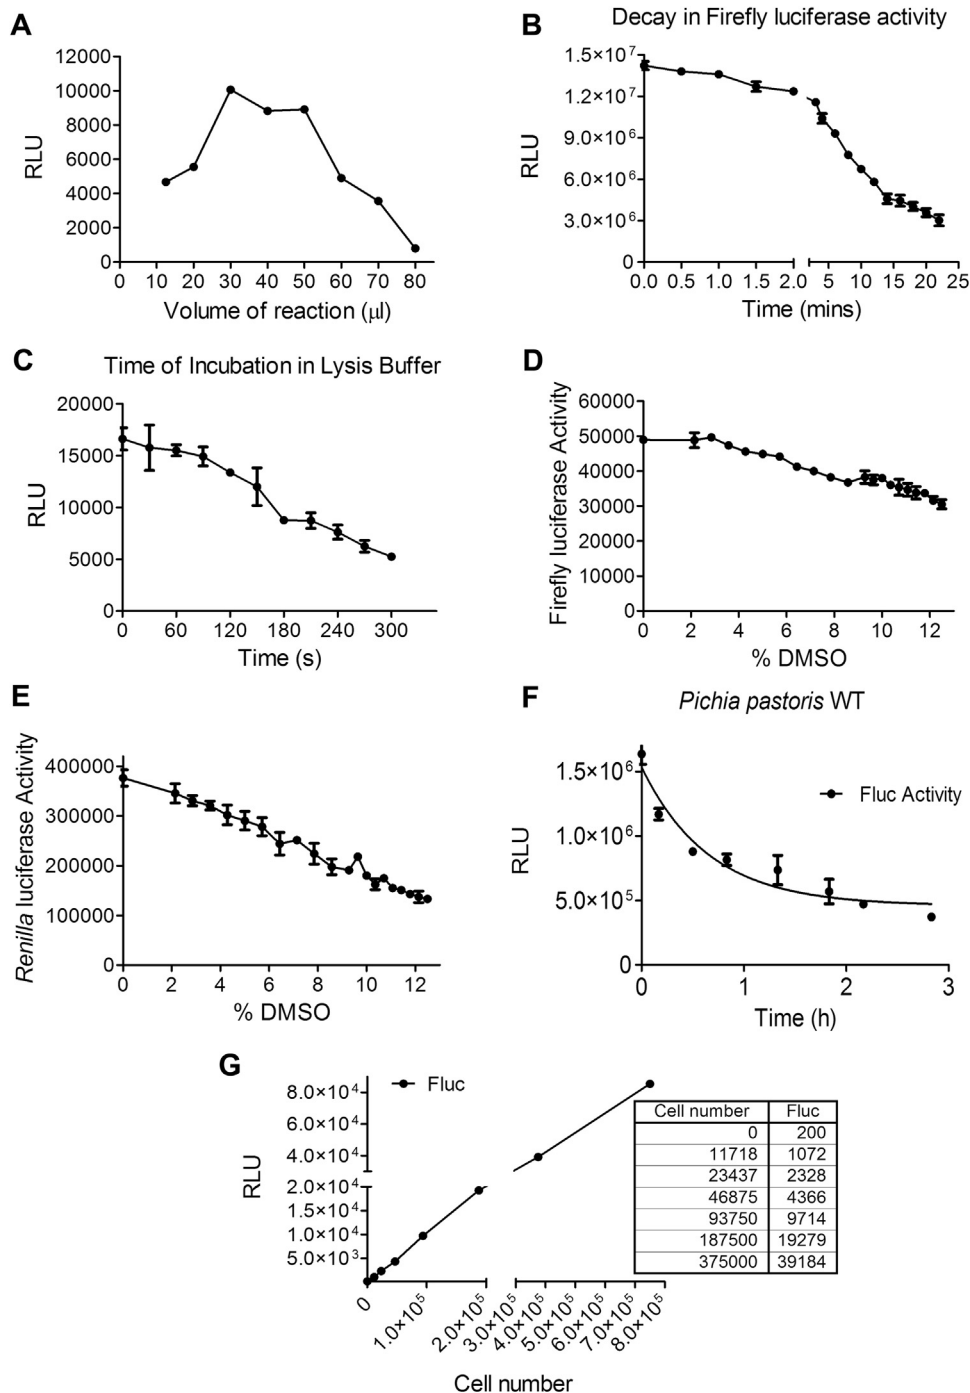 A
12000
10000
8000
6000
4000
2000
0
RLU
0 10 20 30 40 50 60 70 80
Volume of reaction (µl)
B
Decay in Firefly luciferase activity
1.5×10⁷
1.2×10⁷
9.0×10⁶
6.0×10⁶
3.0×10⁶
0
RLU
0.0 0.5 1.0 1.5 2.0 5 10 15 20 25
Time (mins)
C
Time of Incubation in Lysis Buffer
20000
15000
10000
5000
0
RLU
0 60 120 180 240 300
Time (s)
D
60000
50000
40000
30000
20000
10000
0
Firefly luciferase Activity
0 2 4 6 8 10 12
% DMSO
E
400000
300000
200000
100000
0
Renilla luciferase Activity
0 2 4 6 8 10 12
% DMSO
F
Pichia pastoris WT
1.5×10⁶
1.0×10⁶
5.0×10⁵
0
RLU
Fluc Activity
0 1 2 3
Time (h)
G
Fluc
8.0×10⁴
6.0×10⁴
4.0×10⁴
2.0×10⁴
1.5×10⁴
1.0×10⁴
5.0×10³
RLU
0 1.0×10⁵ 2.0×10⁵ 3.0×10⁵ 4.0×10⁵ 5.0×10⁵ 6.0×10⁵ 7.0×10⁵ 8.0×10⁵
Cell number
Cell number Fluc
0 200
11718 1072
23437 2328
46875 4366
93750 9714
187500 19279
375000 39184